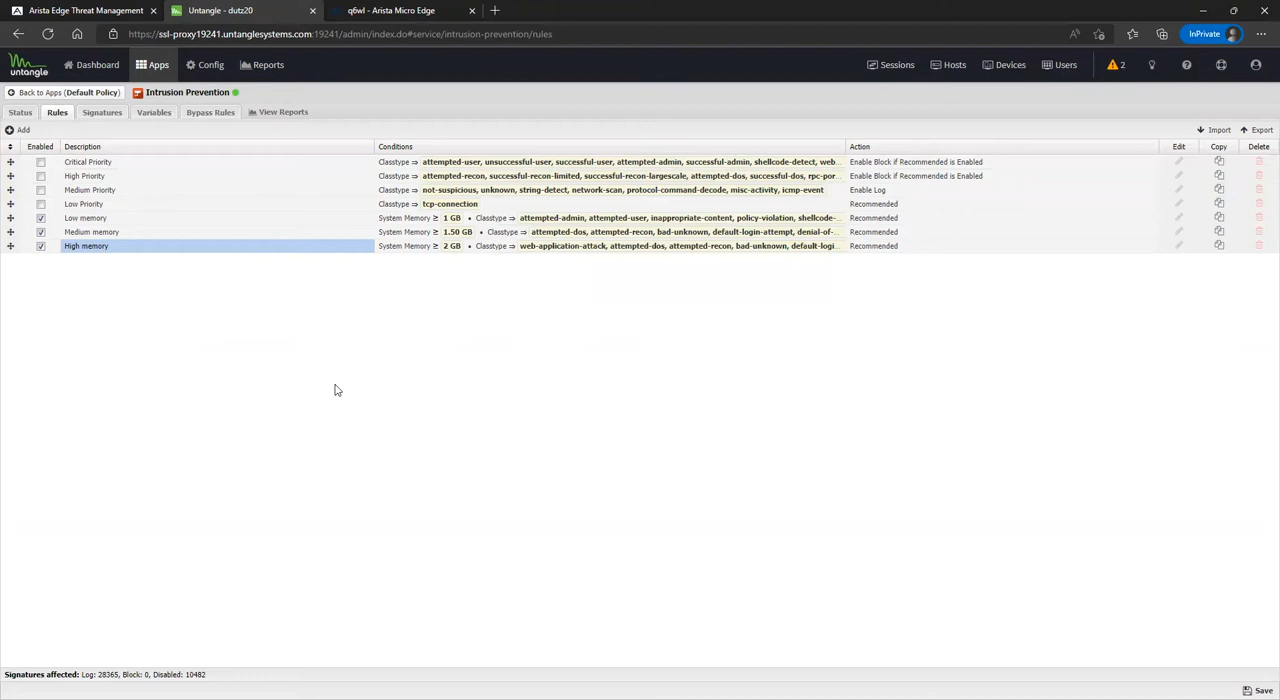 Arista Edge Threat Management
Untangle - dutz20
q6wl - Arista Micro Edge
https://ssl-proxy19241.untanglesystems.com:19241/admin/index.do#service/intrusion-prevention/rules
InPrivate
untangle
Dashboard
Apps
Config
Reports
Sessions
Hosts
Devices
Users
2
Back to Apps (Default Policy)
Intrusion Prevention
Status
Rules
Signatures
Variables
Bypass Rules
View Reports
Add
Import
Export
Enabled Description Conditions Action Edit Copy Delete
Critical Priority Classtype ⇒ attempted-user, unsuccessful-user, successful-user, attempted-admin, successful-admin, shellcode-detect, web... Enable Block if Recommended is Enabled
High Priority Classtype ⇒ attempted-recon, successful-recon-limited, successful-recon-largescale, attempted-dos, successful-dos, rpc-por... Enable Block if Recommended is Enabled
Medium Priority Classtype ⇒ not-suspicious, unknown, string-detect, network-scan, protocol-command-decode, misc-activity, icmp-event Enable Log
Low Priority Classtype ⇒ tcp-connection Recommended
Low memory System Memory ≥ 1 GB • Classtype ⇒ attempted-admin, attempted-user, inappropriate-content, policy-violation, shellcode-... Recommended
Medium memory System Memory ≥ 1.50 GB • Classtype ⇒ attempted-dos, attempted-recon, bad-unknown, default-login-attempt, denial-of-... Recommended
High memory System Memory ≥ 2 GB • Classtype ⇒ web-application-attack, attempted-dos, attempted-recon, bad-unknown, default-logi... Recommended
Signatures affected: Log: 28365, Block: 0, Disabled: 10482
Save